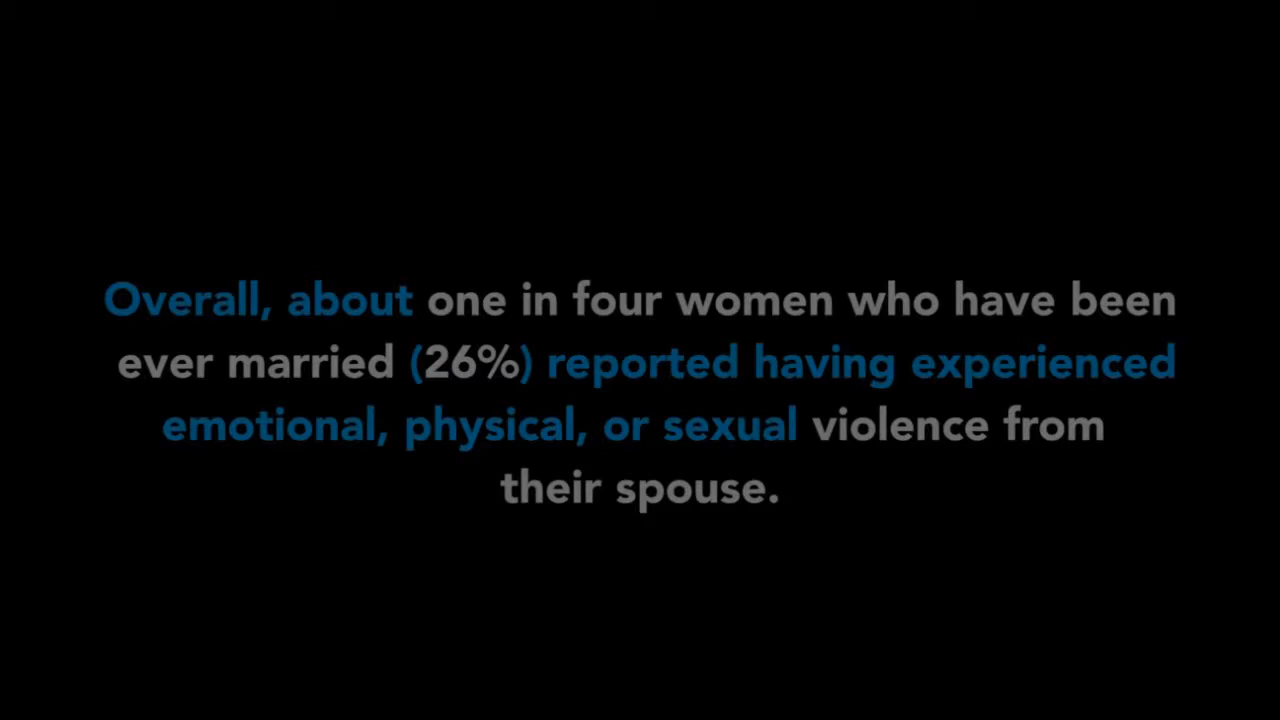 Overall, about one in four women who have been
ever married (26%) reported having experienced
emotional, physical, or sexual violence from
their spouse.